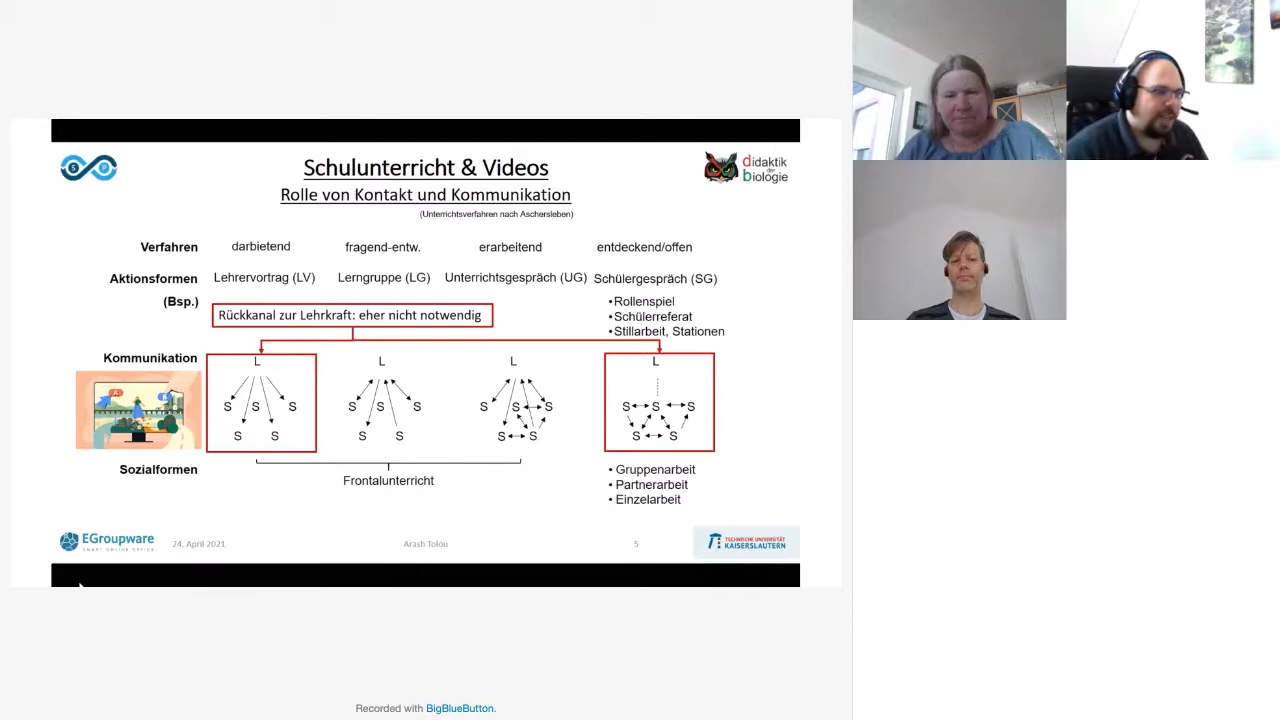 Schulunterricht & Videos
Rolle von Kontakt und Kommunikation
(Unterrichtsverfahren nach Aschersleben)
didaktik
der
biologie
Verfahren darbietend fragend-entw. erarbeitend entdeckend/offen
Aktionsformen Lehrervortrag (LV) Lerngruppe (LG) Unterrichtsgespräch (UG) Schülergespräch (SG)
(Bsp.)
•Rollenspiel
•Schülerreferat
•Stillarbeit, Stationen
Rückkanal zur Lehrkraft: eher nicht notwendig
Kommunikation
L L L L
S S S S S S S S S S S S
S S S S S S S S
A B
Sozialformen
Frontalunterricht
• Gruppenarbeit
• Partnerarbeit
• Einzelarbeit
EGroupware
SMART ONLINE OFFICE
24. April 2021
Arash Tolou
5
TECHNISCHE UNIVERSITÄT
KAISERSLAUTERN
Recorded with BigBlueButton.